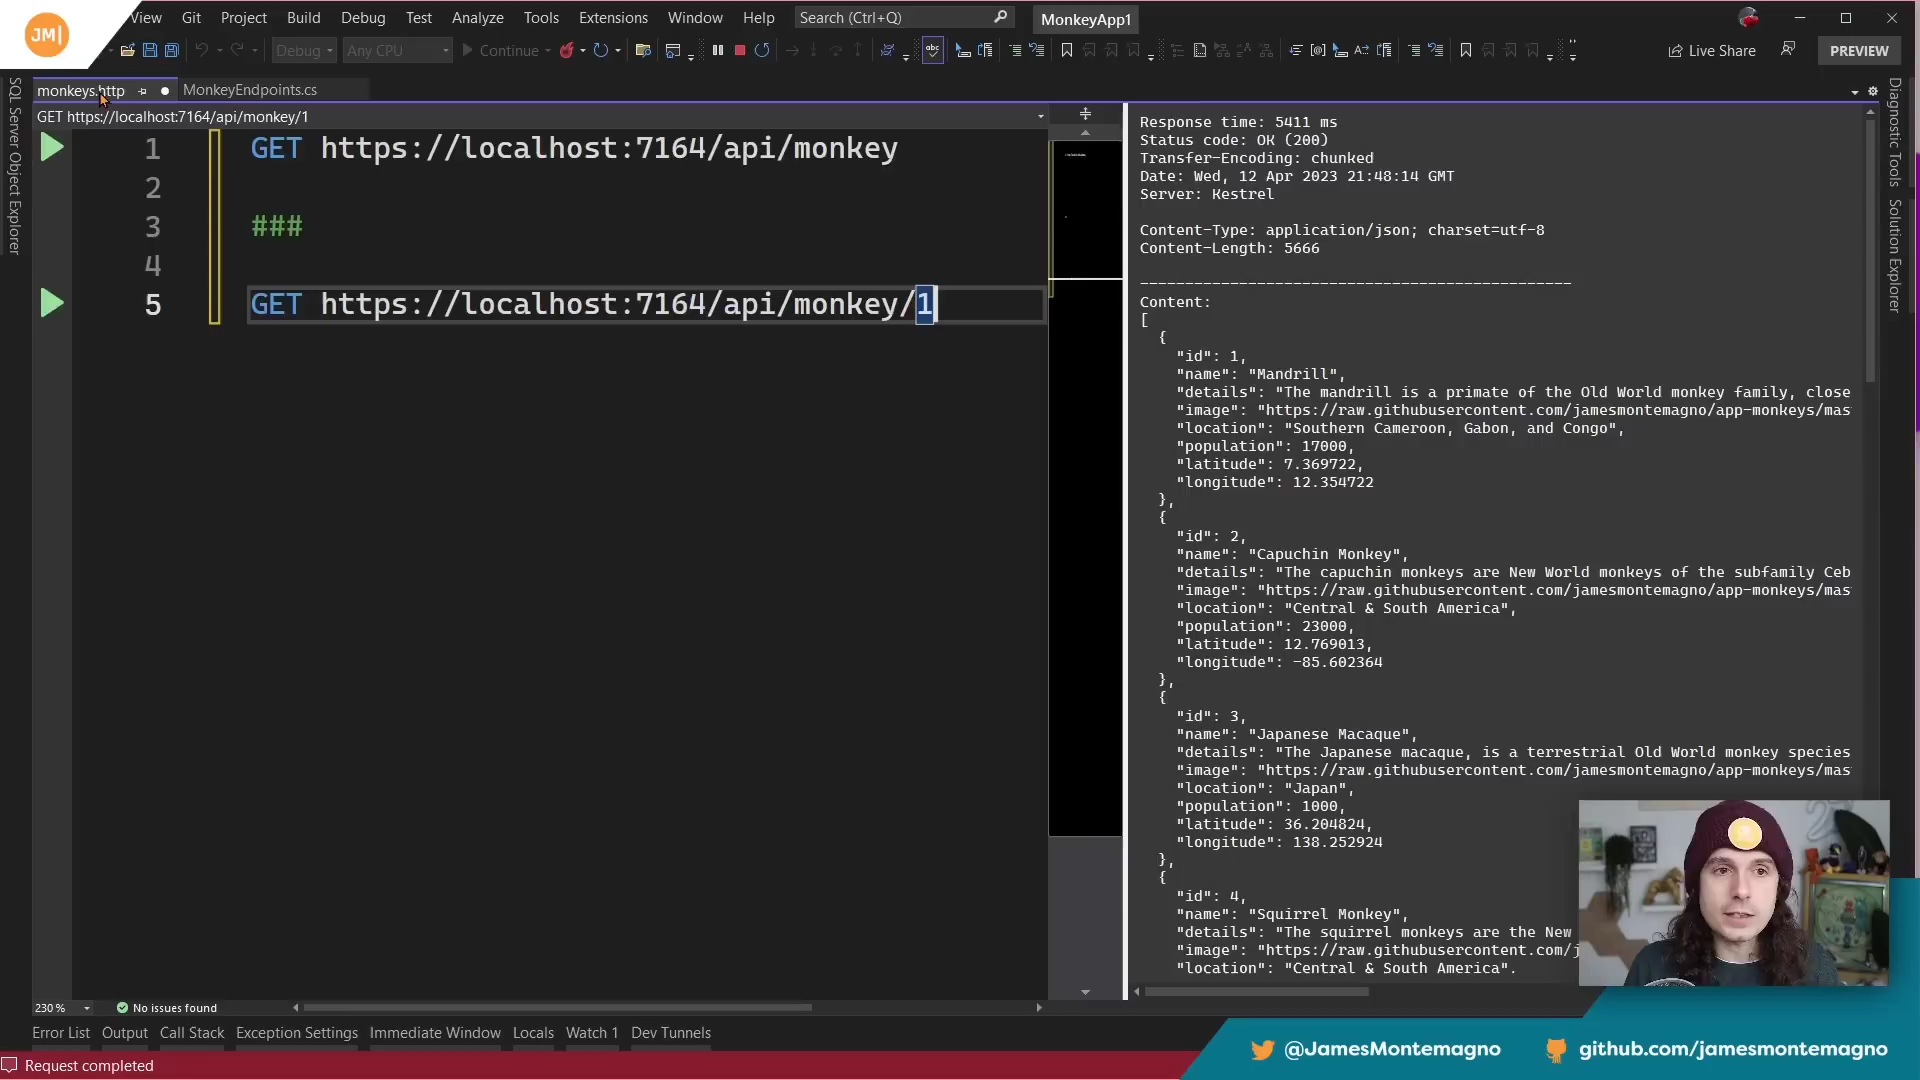 JM|
View Git Project Build Debug Test Analyze Tools Extensions Window Help Search (Ctrl+Q) MonkeyApp1
Debug Any CPU Continue Live Share PREVIEW
monkeys.http MonkeyEndpoints.cs
GET https://localhost:7164/api/monkey/1
SQL Server Object Explorer
1 GET https://localhost:7164/api/monkey
2
3 ###
4
5 GET https://localhost:7164/api/monkey/1
Response time: 5411 ms
Status code: OK (200)
Transfer-Encoding: chunked
Date: Wed, 12 Apr 2023 21:48:14 GMT
Server: Kestrel
Content-Type: application/json; charset=utf-8
Content-Length: 5666
------------------------------------------------
Content:
[
{
"id": 1,
"name": "Mandrill",
"details": "The mandrill is a primate of the Old World monkey family, close
"image": "https://raw.githubusercontent.com/jamesmontemagno/app-monkeys/mas
"location": "Southern Cameroon, Gabon, and Congo",
"population": 17000,
"latitude": 7.369722,
"longitude": 12.354722
},
{
"id": 2,
"name": "Capuchin Monkey",
"details": "The capuchin monkeys are New World monkeys of the subfamily Ceb
"image": "https://raw.githubusercontent.com/jamesmontemagno/app-monkeys/mas
"location": "Central & South America",
"population": 23000,
"latitude": 12.769013,
"longitude": -85.602364
},
{
"id": 3,
"name": "Japanese Macaque",
"details": "The Japanese macaque, is a terrestrial Old World monkey species
"image": "https://raw.githubusercontent.com/jamesmontemagno/app-monkeys/mas
"location": "Japan",
"population": 1000,
"latitude": 36.204824,
"longitude": 138.252924
},
{
"id": 4,
"name": "Squirrel Monkey",
"details": "The squirrel monkeys are the New
"image": "https://raw.githubusercontent.com/j
"location": "Central & South America".
Diagnostic Tools
Solution Explorer
230 % No issues found
Error List Output Call Stack Exception Settings Immediate Window Locals Watch 1 Dev Tunnels
Request completed
@JamesMontemagno github.com/jamesmontemagno